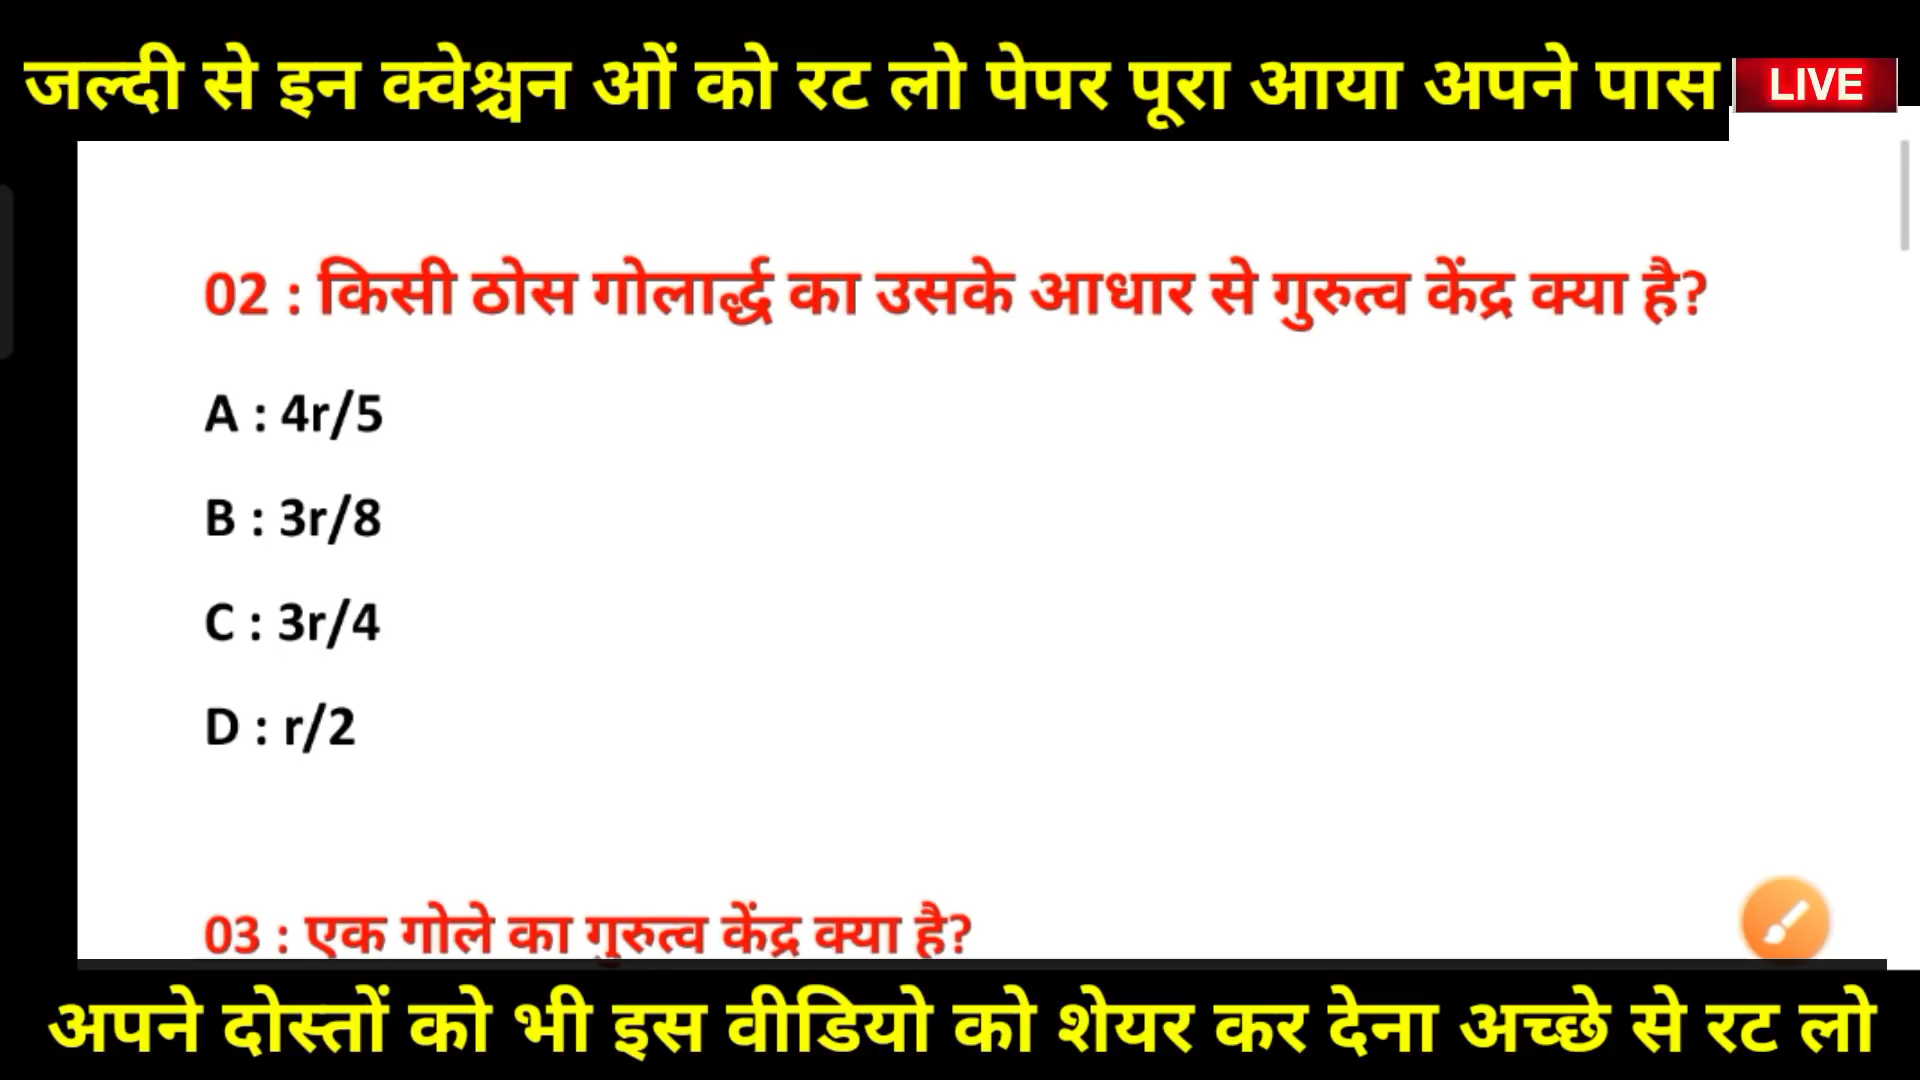 जल्दी से इन क्वेश्चन ओं को रट लो पेपर पूरा आया अपने पास LIVE
02 : किसी ठोस गोलार्द्ध का उसके आधार से गुरुत्व केंद्र क्या है?
A : 4r/5
B : 3r/8
C : 3r/4
D : r/2
03 : एक गोले का गुरुत्व केंद्र क्या है?
अपने दोस्तों को भी इस वीडियो को शेयर कर देना अच्छे से रट लो